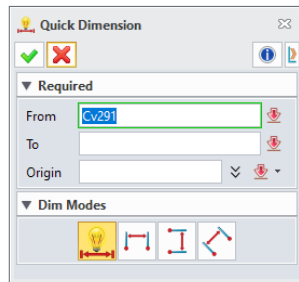 Quick Dimension
Required
From Cv291
To
Origin
Dim Modes